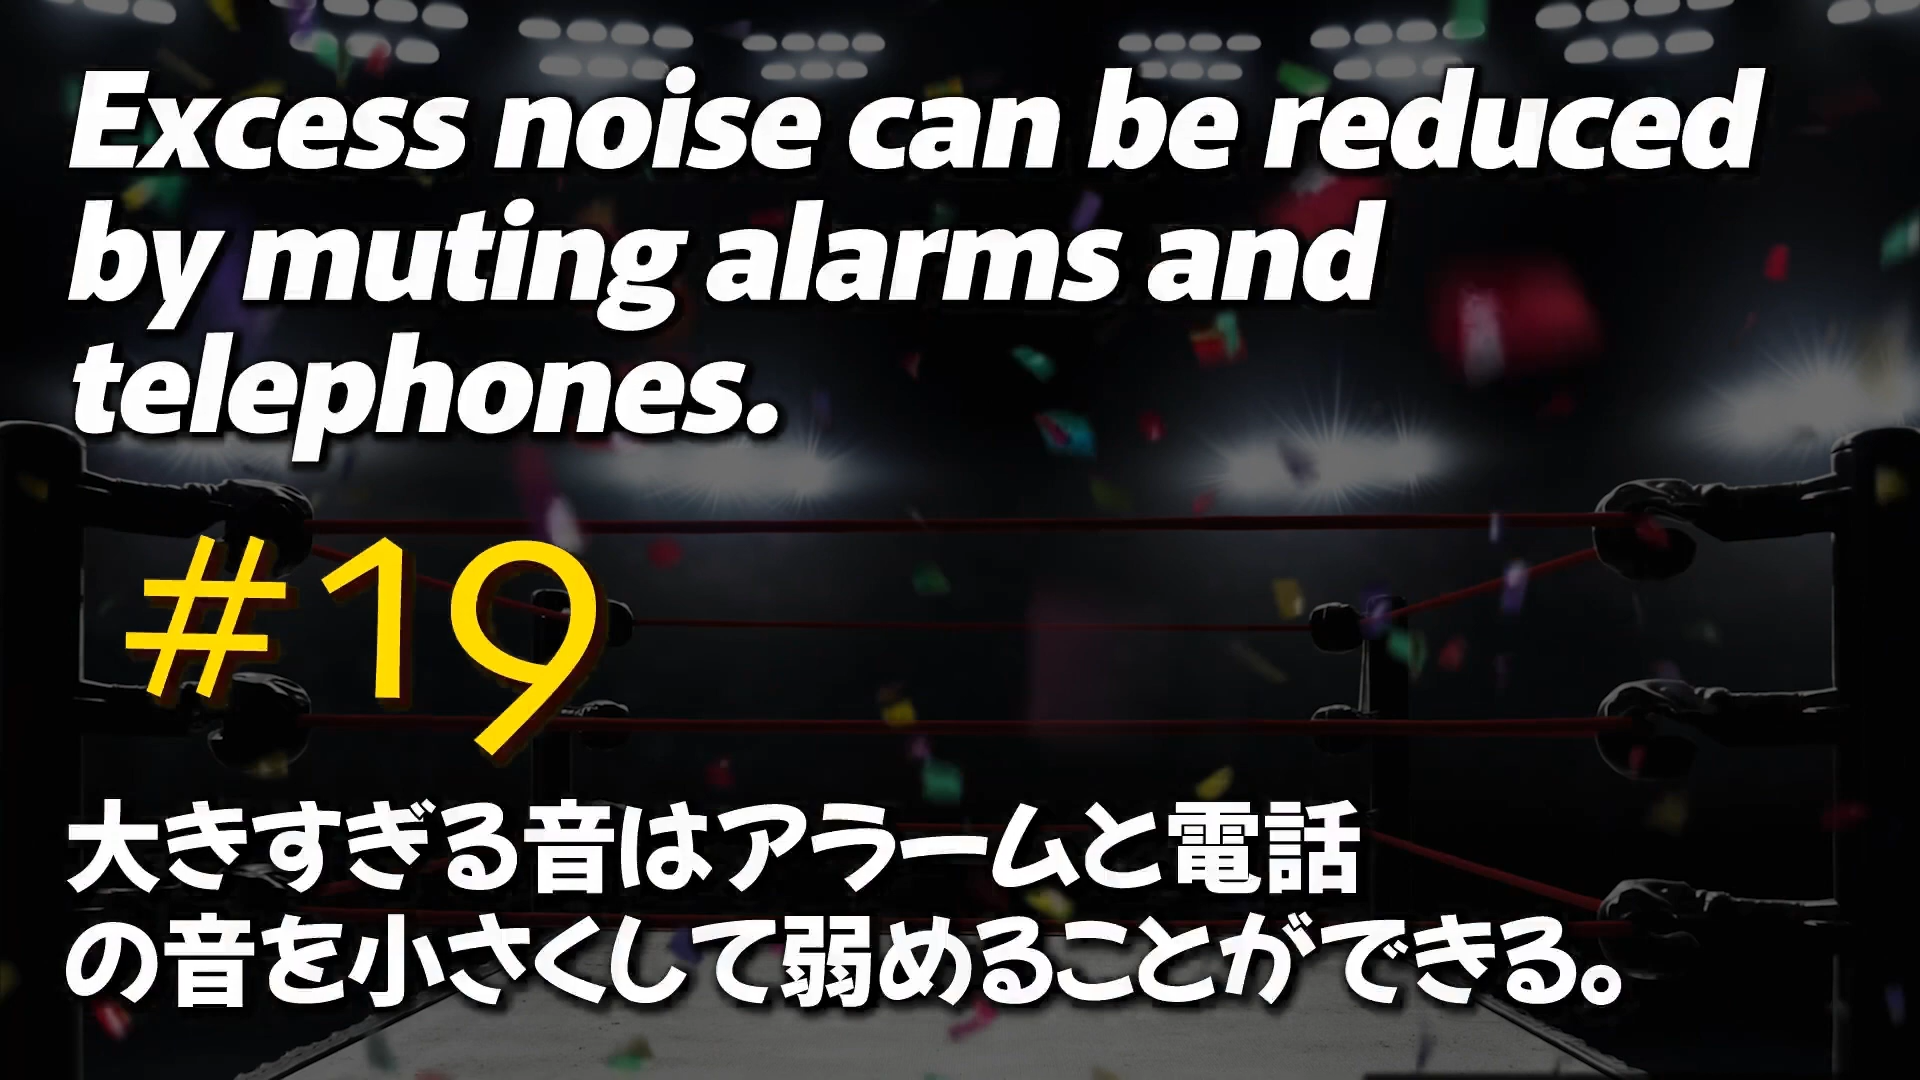 Excess noise can be reduced
by muting alarms and
telephones.
#19
大きすぎる音はアラームと電話
の音を小さくして弱めることができる。